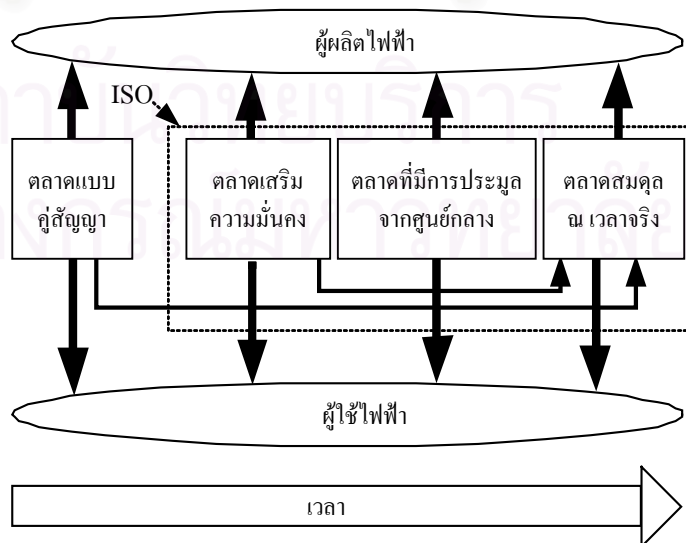 ผู้ผลิตไฟฟ้า
ISO
ตลาดแบบ
คู่สัญญา
ตลาดเสริม
ความมั่นคง
ตลาดที่มีการประมูล
จากศูนย์กลาง
ตลาดสมดุล
ณ เวลาจริง
ผู้ใช้ไฟฟ้า
เวลา